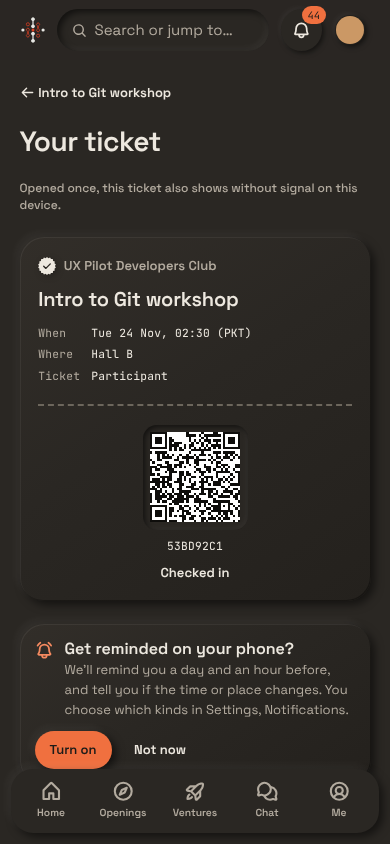 Search or jump to...
44
← Intro to Git workshop
Your ticket
Opened once, this ticket also shows without signal on this
device.
UX Pilot Developers Club
Intro to Git workshop
When Tue 24 Nov, 02:30 (PKT)
Where Hall B
Ticket Participant
53BD92C1
Checked in
Get reminded on your phone?
We'll remind you a day and an hour before,
and tell you if the time or place changes. You
choose which kinds in Settings, Notifications.
Turn on Not now
Home Openings Ventures Chat Me